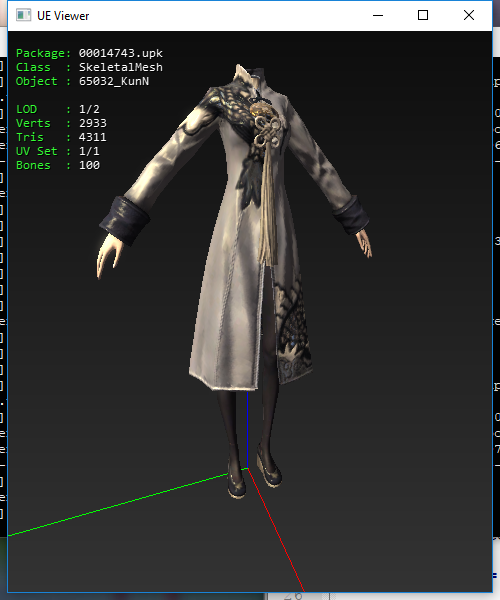 UE Viewer
Package: 00014743.upk
Class : SkeletalMesh
Object : 65032_KunN
LOD : 1/2
Verts : 2933
Tris : 4311
UV Set : 1/1
Bones : 100